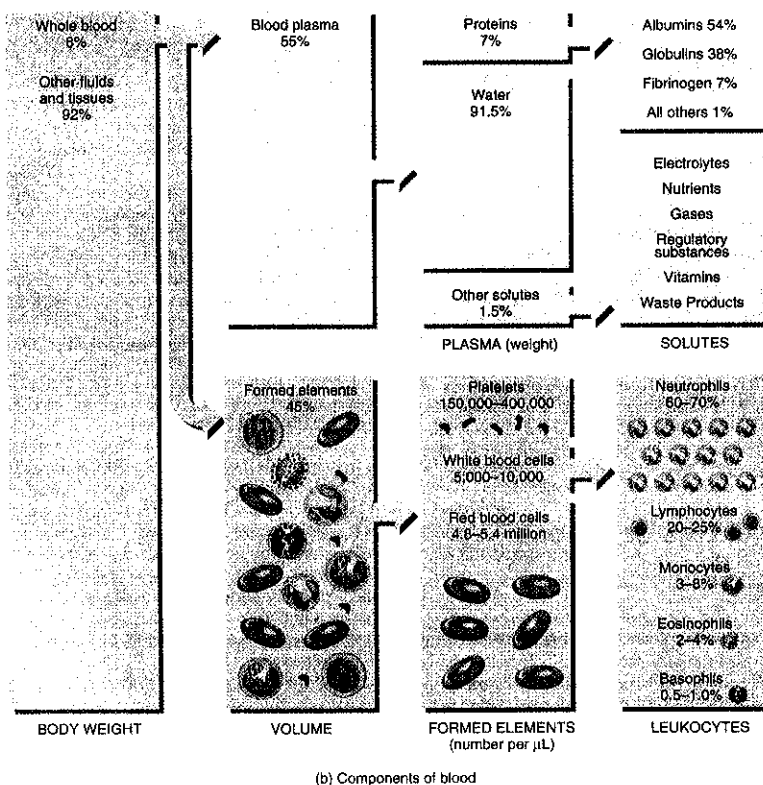 Whole blood
8%
Other fluids
and tissues
92%
BODY WEIGHT
Blood plasma
55%
Formed elements
45%
VOLUME
Proteins
7%
Water
91.5%
Other solutes
1.5%
PLASMA (weight)
Platelets
150,000–400,000
White blood cells
5,000–10,000
Red blood cells
4.8–5.4 million
FORMED ELEMENTS
(number per μL)
Albumins 54%
Globulins 38%
Fibrinogen 7%
All others 1%
Electrolytes
Nutrients
Gases
Regulatory
substances
Vitamins
Waste Products
SOLUTES
Neutrophils
60–70%
Lymphocytes
20–25%
Monocytes
3–8%
Eosinophils
2–4%
Basophils
0.5–1.0%
LEUKOCYTES
(b) Components of blood